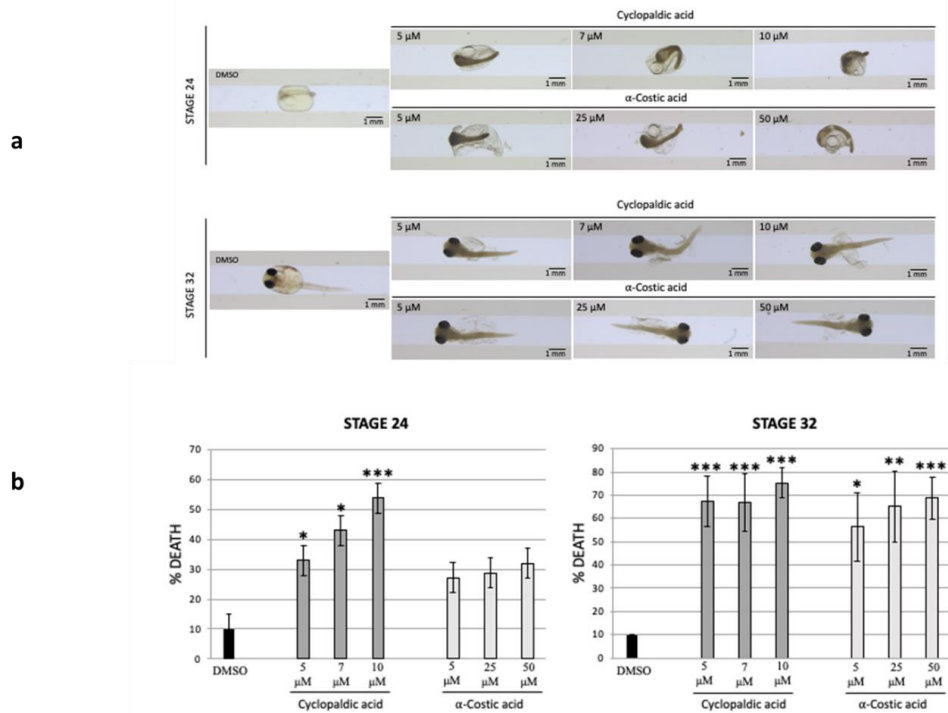 a
STAGE 24
DMSO
1 mm
Cyclopaldic acid
5 µM
1 mm
7 µM
1 mm
10 µM
1 mm
α-Costic acid
5 µM
1 mm
25 µM
1 mm
50 µM
1 mm
STAGE 32
DMSO
1 mm
Cyclopaldic acid
5 µM
1 mm
7 µM
1 mm
10 µM
1 mm
α-Costic acid
5 µM
1 mm
25 µM
1 mm
50 µM
1 mm
b
STAGE 24
% DEATH
70
60
50
40
30
20
10
0
* * ***
DMSO
5 7 10 5 25 50
µM µM µM µM µM µM
Cyclopaldic acid α-Costic acid
STAGE 32
% DEATH
90
80
70
60
50
40
30
20
10
0
*** *** *** * ** ***
DMSO
5 7 10 5 25 50
µM µM µM µM µM µM
Cyclopaldic acid α-Costic acid